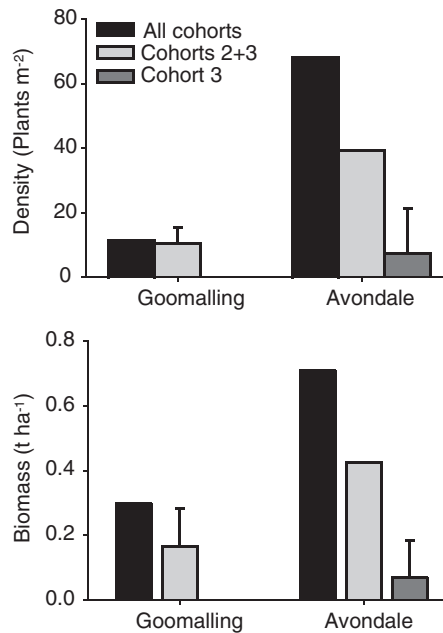 80
60
40
20
0
Density (Plants m-2)
All cohorts
Cohorts 2+3
Cohort 3
Goomalling Avondale
0.8
0.6
0.4
0.2
0.0
Biomass (t ha-1)
Goomalling Avondale